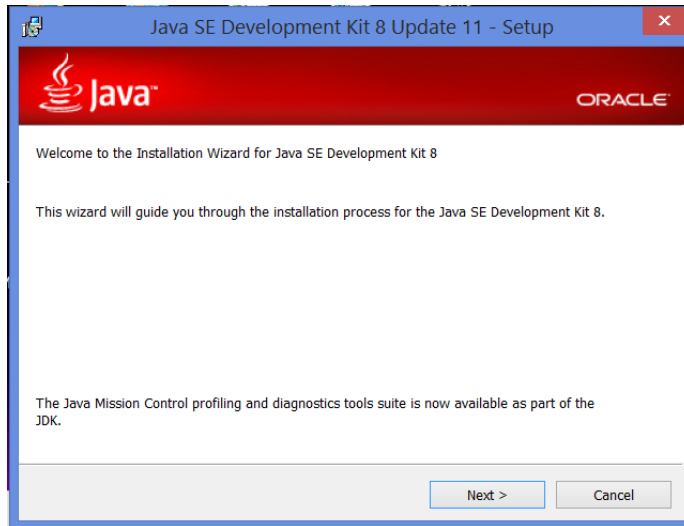 Java SE Development Kit 8 Update 11 - Setup
Java™
ORACLE®
Welcome to the Installation Wizard for Java SE Development Kit 8
This wizard will guide you through the installation process for the Java SE Development Kit 8.
The Java Mission Control profiling and diagnostics tools suite is now available as part of the
JDK.
Next > Cancel